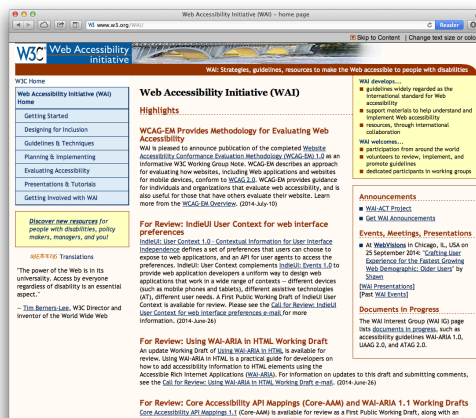 Web Accessibility Initiative (WAI) – home page
W3 www.w3.org/WAI/
Reader
Skip to Content | Change text size or colo
W3C Web Accessibility
initiative
WAI: Strategies, guidelines, resources to make the Web accessible to people with disabilities
W3C Home
Web Accessibility Initiative (WAI)
Home
Getting Started
Designing for Inclusion
Guidelines & Techniques
Planning & Implementing
Evaluating Accessibility
Presentations & Tutorials
Getting Involved with WAI
Discover new resources for
people with disabilities, policy
makers, managers, and you!
Translations
"The power of the Web is in its
universality. Access by everyone
regardless of disability is an essential
aspect."
— Tim Berners-Lee, W3C Director and
inventor of the World Wide Web
Web Accessibility Initiative (WAI)
Highlights
WCAG-EM Provides Methodology for Evaluating Web
Accessibility
WAI is pleased to announce publication of the completed Website
Accessibility Conformance Evaluation Methodology (WCAG-EM) 1.0 as an
informative W3C Working Group Note. WCAG-EM describes an approach
for evaluating how websites, including Web applications and websites
for mobile devices, conform to WCAG 2.0. WCAG-EM provides guidance
for individuals and organizations that evaluate web accessibility, and is
also useful for those that have others evaluate their website. Learn
more from the WCAG-EM Overview. (2014-July-10)
For Review: IndieUI User Context for web interface
preferences
IndieUI: User Context 1.0 - Contextual Information for User Interface
Independence defines a set of preferences that users can choose to
expose to web applications, and an API for user agents to access the
preferences. IndieUI: User Context complements IndieUI: Events 1.0 to
provide web application developers a uniform way to design web
applications that work in a wide range of contexts — different devices
(such as mobile phones and tablets), different assistive technologies
(AT), different user needs. A First Public Working Draft of IndieUI User
Context is available for review. Please see the Call for Review: IndieUI
User Context for web interface preferences e-mail for more
information. (2014-June-26)
For Review: Using WAI-ARIA in HTML Working Draft
An update Working Draft of Using WAI-ARIA in HTML is available for
review. Using WAI-ARIA in HTML is a practical guide for developers on
how to add accessibility information to HTML elements using the
Accessible Rich Internet Applications (WAI-ARIA). For information on updates to this draft and submitting comments,
see the Call for Review: Using WAI-ARIA in HTML Working Draft e-mail. (2014-June-26)
For Review: Core Accessibility API Mappings (Core-AAM) and WAI-ARIA 1.1 Working Drafts
Core Accessibility API Mappings 1.1 (Core-AAM) is available for review as a First Public Working Draft, along with an
WAI develops...
guidelines widely regarded as the
international standard for Web
accessibility
support materials to help understand and
implement Web accessibility
resources, through international
collaboration
WAI welcomes...
participation from around the world
volunteers to review, implement, and
promote guidelines
dedicated participants in working groups
Announcements
WAI-ACT Project
Get WAI Announcements
Events, Meetings, Presentations
At WebVisions in Chicago, IL, USA on
25 September 2014: "Crafting User
Experience for the Fastest Growing
Web Demographic: Older Users" by
Shawn
[WAI Presentations]
[Past WAI Events]
Documents in Progress
The WAI Interest Group (WAI IG) page
lists documents in progress, such as
accessibility guidelines WAI-ARIA 1.0,
UAAG 2.0, and ATAG 2.0.